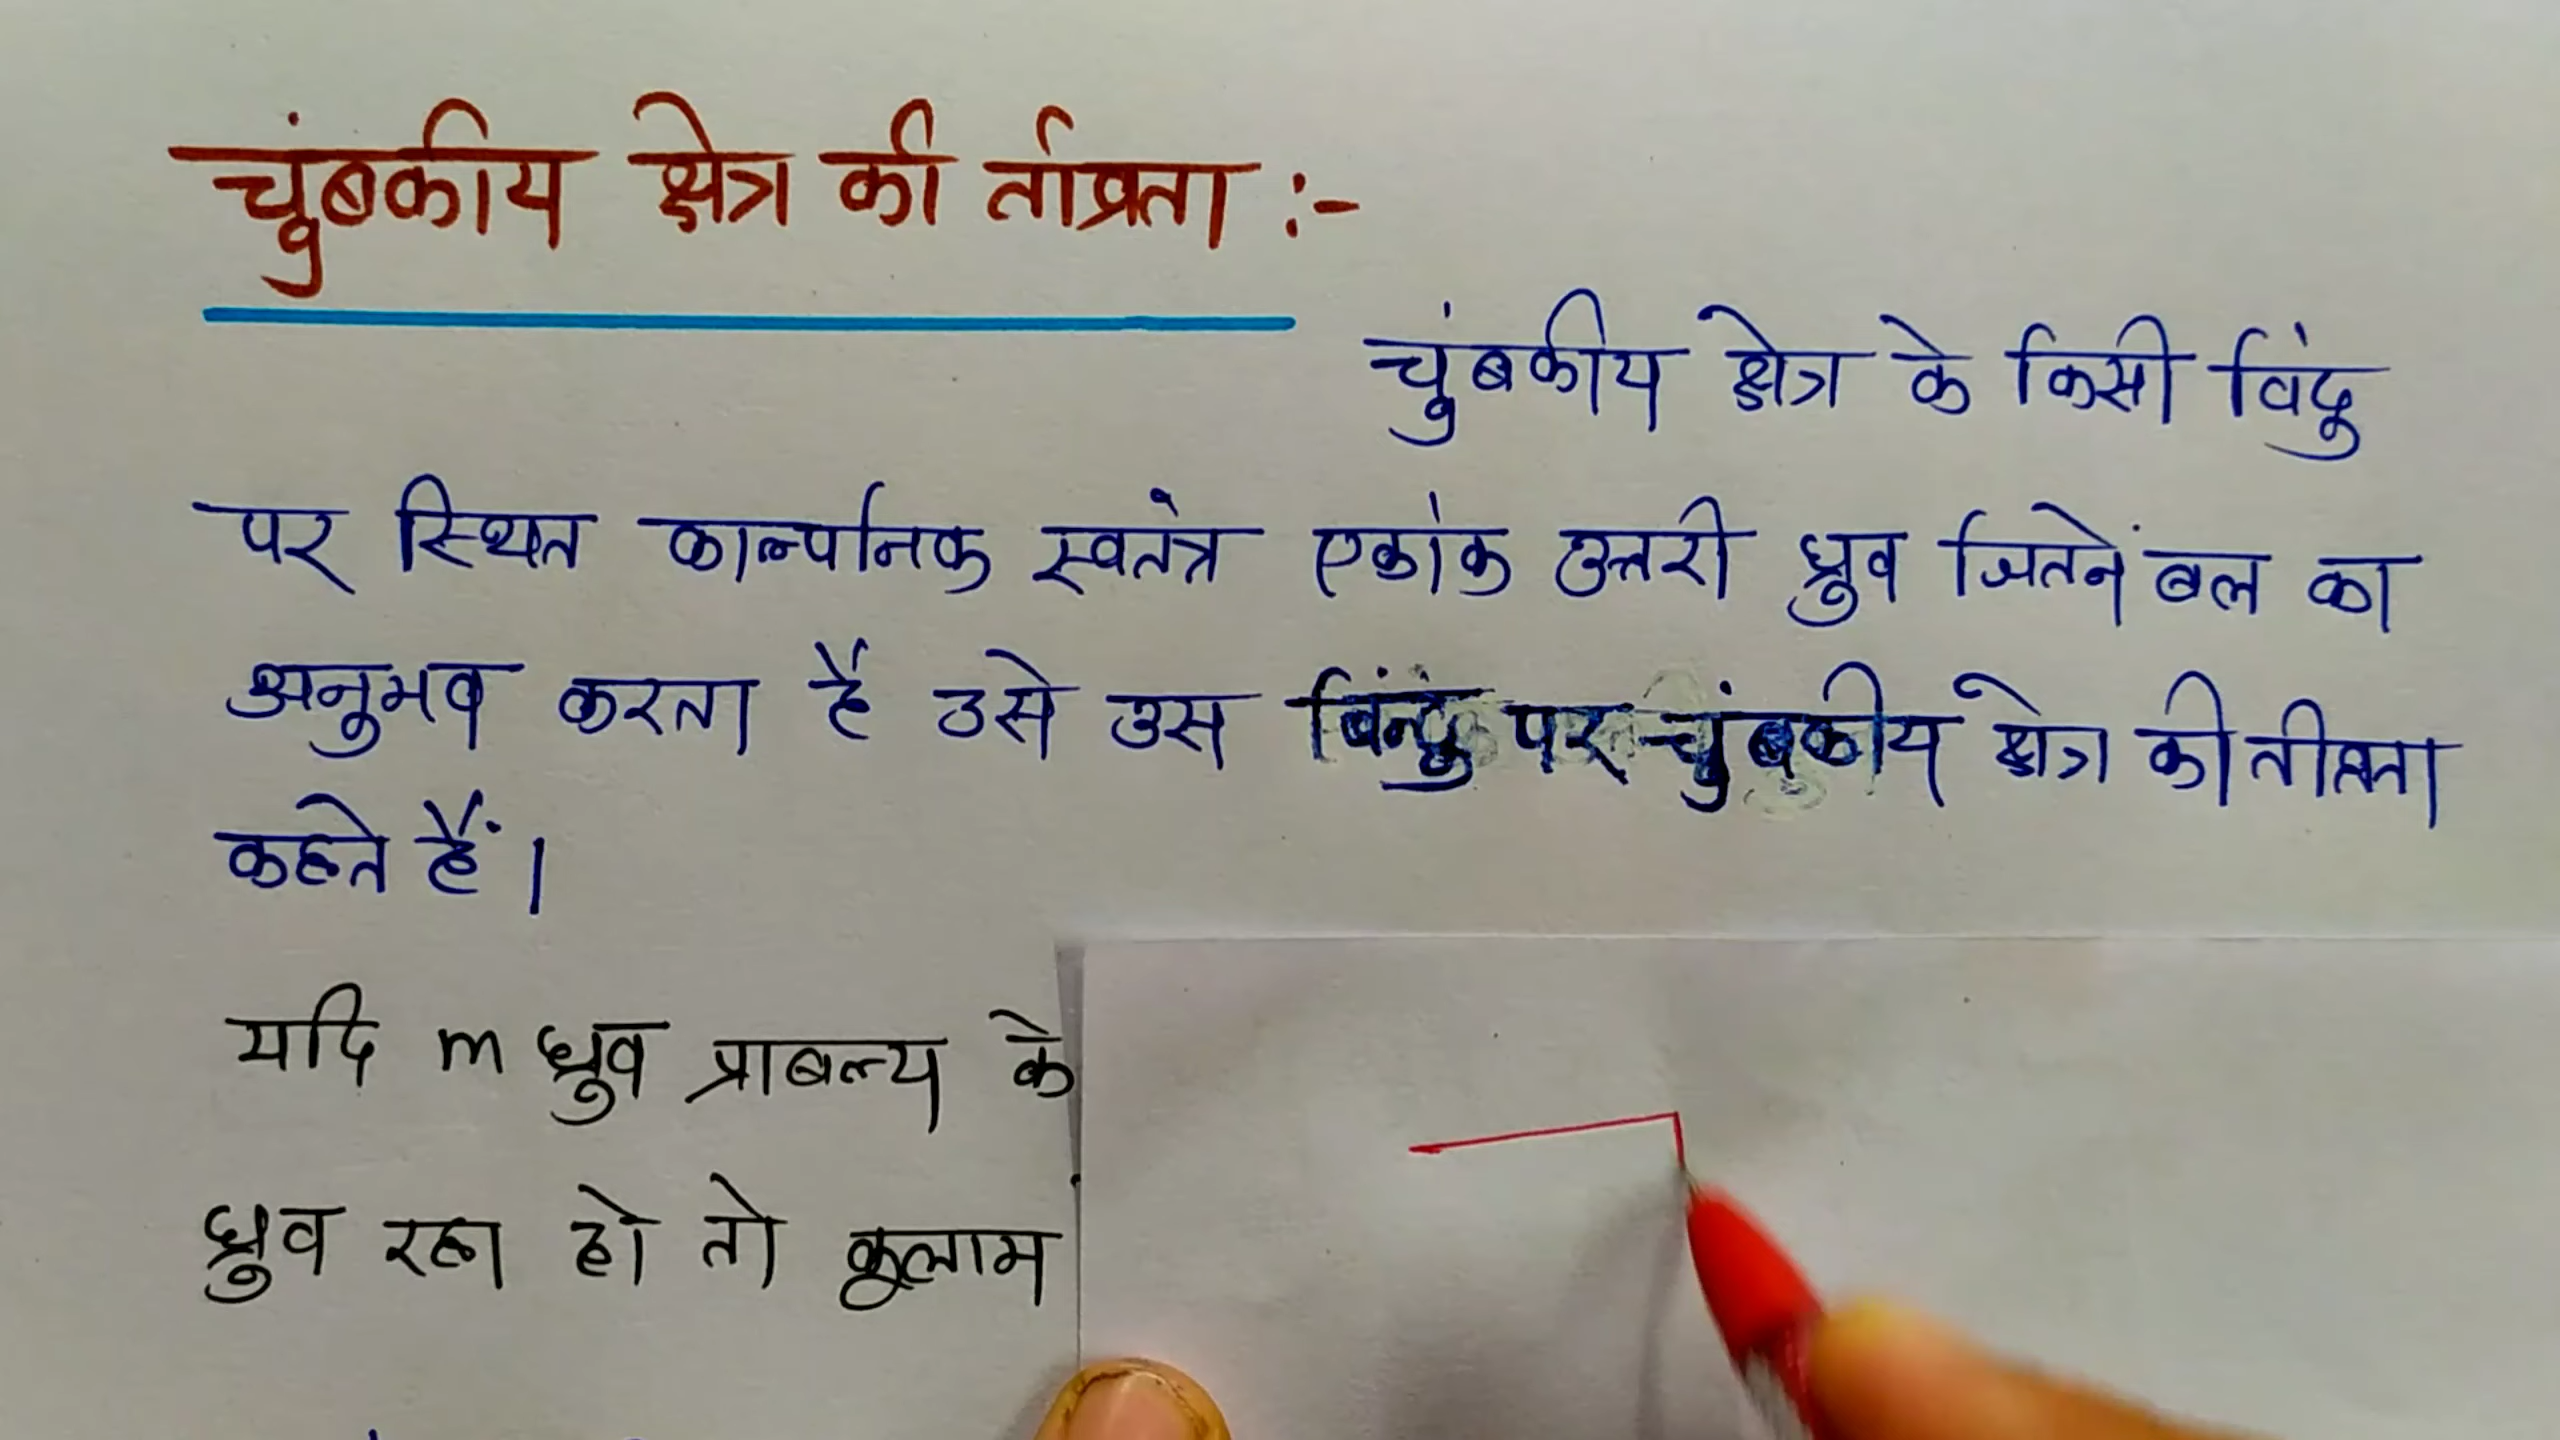 चुंबकीय क्षेत्र की तीव्रता :-
चुंबकीय क्षेत्र के किसी विंदु
पर स्थित काल्पनिक स्वतंत्र एकांक उत्तरी ध्रुव जितनें बल का
अनुभव करता है उसे उस बिन्दु पर चुंबकीय क्षेत्र की तीव्रता
कहते हैं।
यदि m ध्रुव प्राबल्य के
ध्रुव रखा हो तो कूलाम